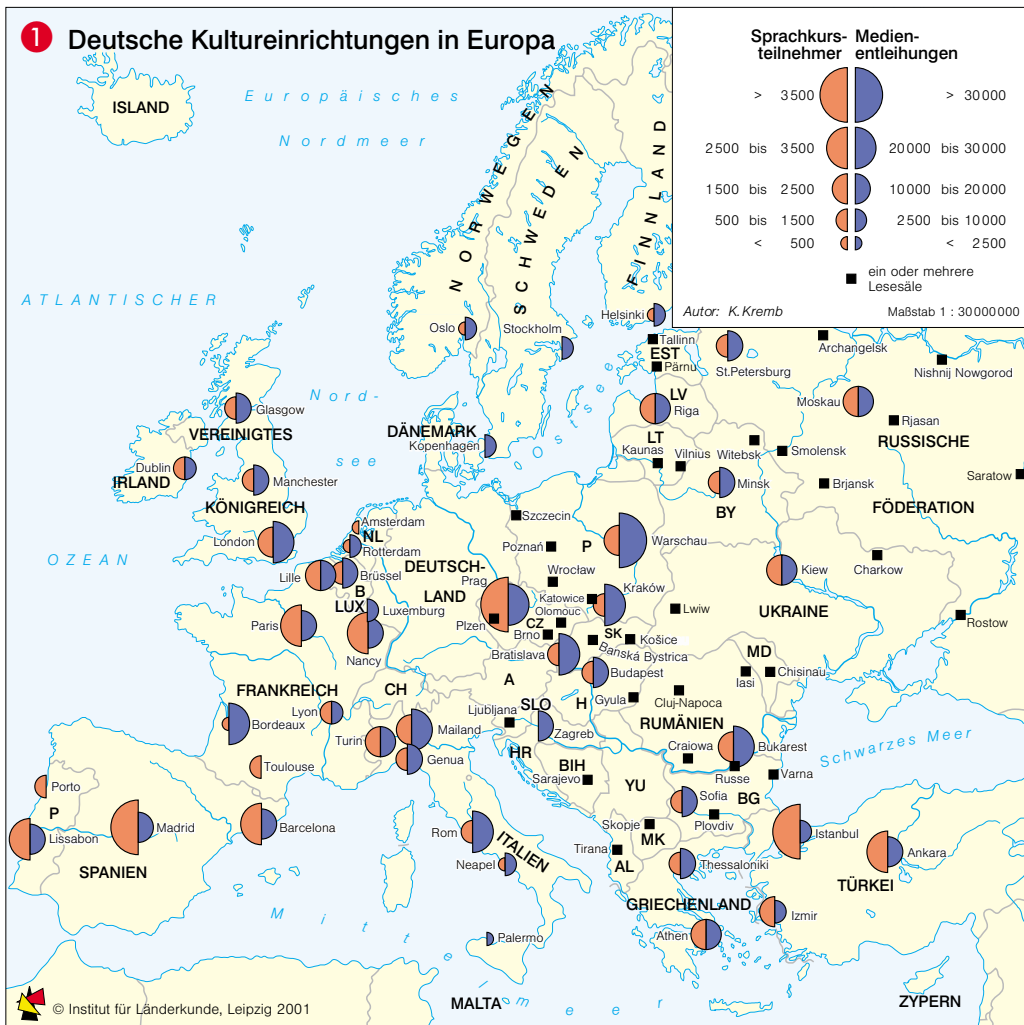 1 Deutsche Kultureinrichtungen in Europa
Sprachkurs-
teilnehmer
Medien-
entleihungen
> 3500 > 30000
2500 bis 3500 20000 bis 30000
1500 bis 2500 10000 bis 20000
500 bis 1500 2500 bis 10000
< 500 < 2500
ein oder mehrere
Lesesäle
Autor: K.Kremb
Maßstab 1 : 30000000
ISLAND
Europäisches
Nordmeer
NORWEGEN
SCHWEDEN
FINNLAND
ATLANTISCHER
Oslo
Stockholm
Helsinki
Tallinn
EST
Pärnu
St.Petersburg
Archangelsk
Nishnij Nowgorod
Nord-
see
Ostsee
Glasgow
VEREINIGTES
DÄNEMARK
Kopenhagen
LV
Riga
Moskau
Rjasan
RUSSISCHE
LT
Kaunas
Vilnius
Witebsk
Smolensk
Dublin
IRLAND
Manchester
KÖNIGREICH
Minsk
BY
Brjansk
Saratow
FÖDERATION
Amsterdam
NL
Rotterdam
Szczecin
London
OZEAN
Poznań
P
Warschau
Lille
Brüssel
B
DEUTSCH-
LAND
Prag
Wrocław
Kiew
Charkow
LUX
Luxemburg
Katowice
Kraków
Olomouc
Lwiw
UKRAINE
Rostow
Paris
Nancy
Plzen
CZ
Brno
SK
Košice
Banská Bystrica
Bratislava
MD
Budapest
Iasi
Chisinău
A
FRANKREICH
CH
H
Gyula
Cluj-Napoca
Lyon
Bordeaux
Ljubljana
SLO
RUMÄNIEN
Turin
Mailand
Zagreb
Genua
HR
Craiowa
Bukarest
Schwarzes Meer
Toulouse
BIH
Sarajevo
Russe
Varna
Porto
P
YU
Sofia
BG
Plovdiv
Lissabon
Madrid
Barcelona
Rom
ITALIEN
Skopje
MK
Istanbul
Ankara
SPANIEN
Neapel
Tirana
AL
Thessaloniki
TÜRKEI
GRIECHENLAND
Izmir
Palermo
Athen
Mittelmeer
MALTA
ZYPERN
© Institut für Länderkunde, Leipzig 2001